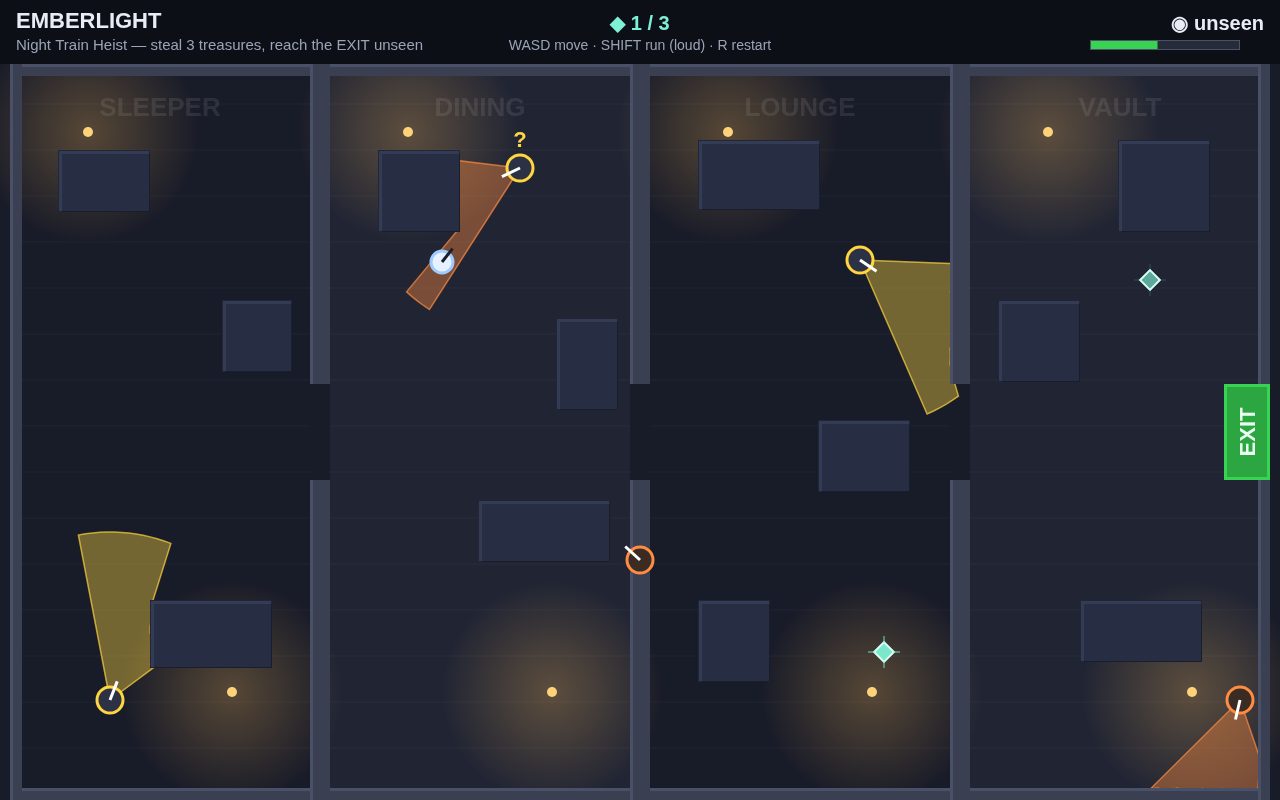 EMBERLIGHT
Night Train Heist — steal 3 treasures, reach the EXIT unseen
◆ 1 / 3
WASD move · SHIFT run (loud) · R restart
◉ unseen
SLEEPER
DINING
LOUNGE
VAULT
?
EXIT